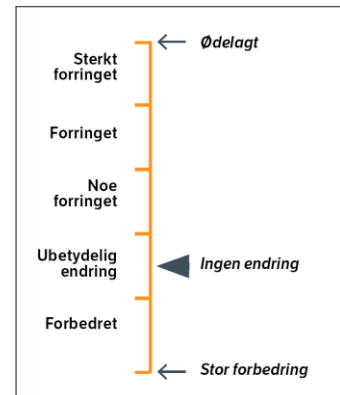 Ødelagt
Sterkt
forringet
Forringet
Noe
forringet
Ubetydelig
endring
Ingen endring
Forbedret
Stor forbedring